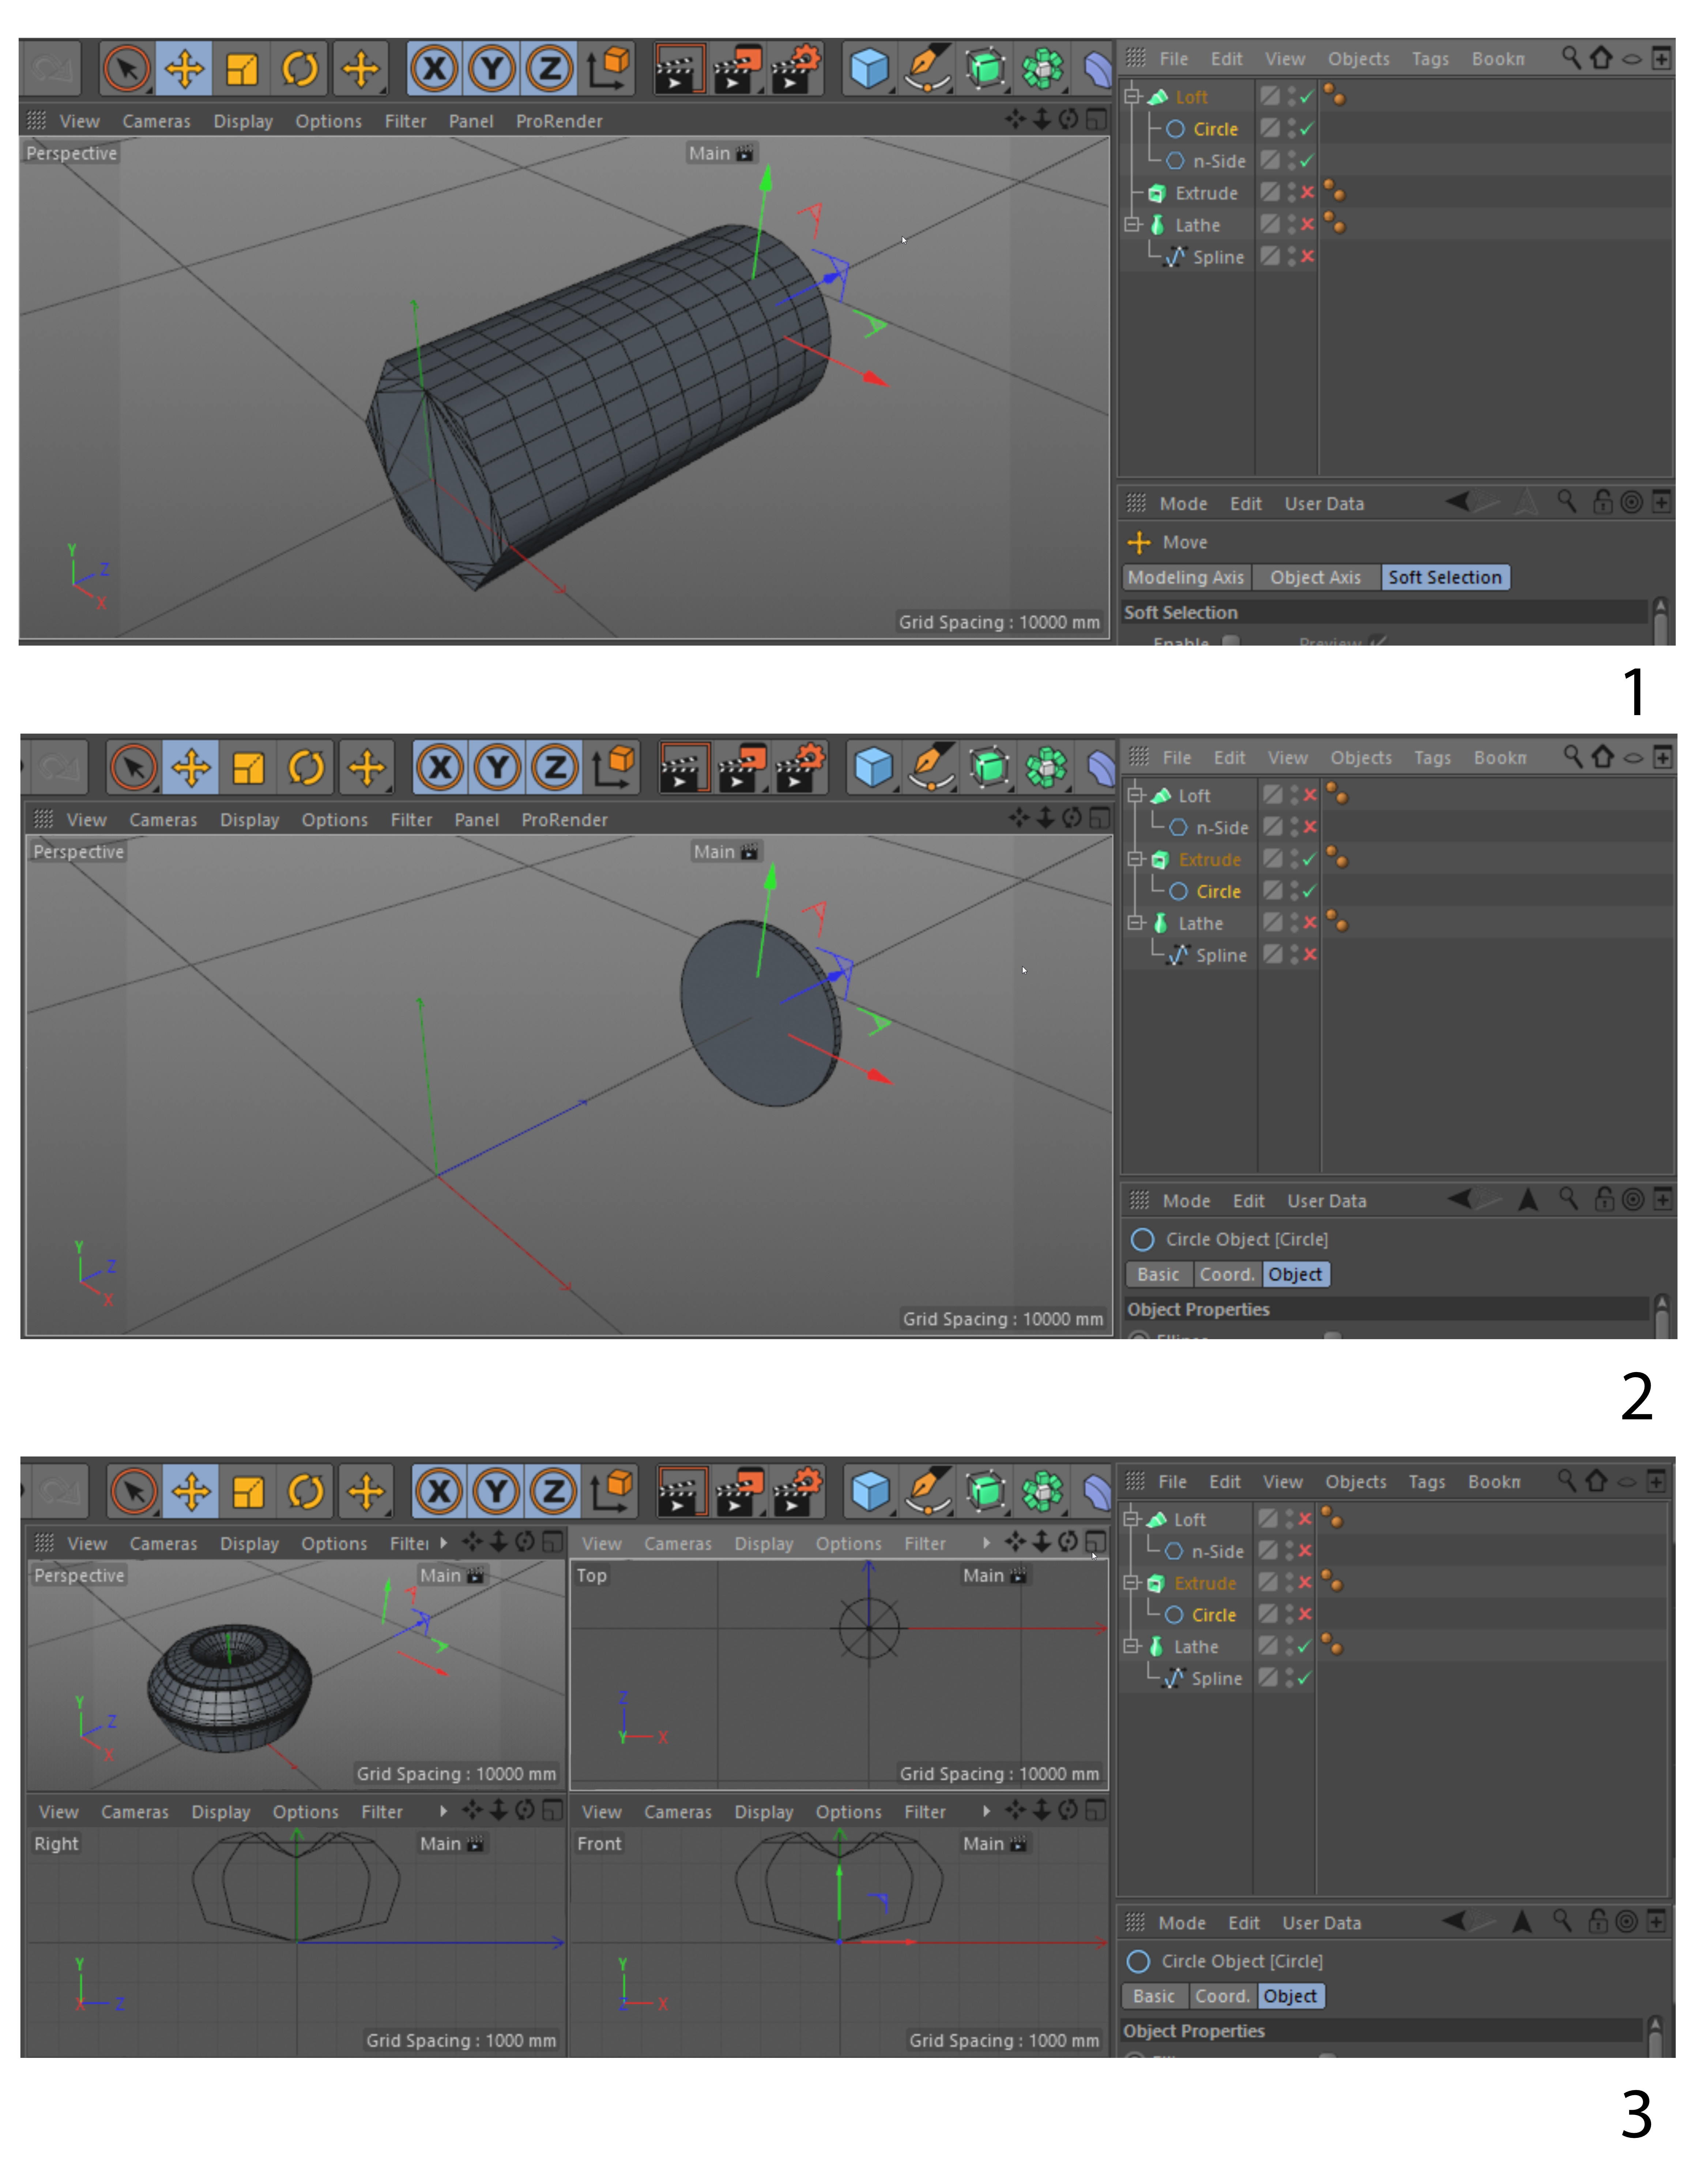 X Y Z
File Edit View Objects Tags Bookn
View Cameras Display Options Filter Panel ProRender
Loft
Circle
n-Side
Extrude
Lathe
Spline
Perspective
Main
Y
Z
X
Grid Spacing : 10000 mm
Mode Edit User Data
Move
Modeling Axis Object Axis Soft Selection
Soft Selection
Enable Preview
1
X Y Z
File Edit View Objects Tags Bookn
View Cameras Display Options Filter Panel ProRender
Loft
n-Side
Extrude
Circle
Lathe
Spline
Perspective
Main
Y
Z
X
Grid Spacing : 10000 mm
Mode Edit User Data
Circle Object [Circle]
Basic Coord. Object
Object Properties
2
X Y Z
File Edit View Objects Tags Bookn
View Cameras Display Options Filter
View Cameras Display Options Filter
Loft
n-Side
Extrude
Circle
Lathe
Spline
Perspective Main
Y
Z
X
Grid Spacing : 10000 mm
Top Main
Z
Y X
Grid Spacing : 10000 mm
View Cameras Display Options Filter
View Cameras Display Options Filter
Right Main
Y
X Z
Grid Spacing : 1000 mm
Front Main
Y
Z X
Grid Spacing : 1000 mm
Mode Edit User Data
Circle Object [Circle]
Basic Coord. Object
Object Properties
3